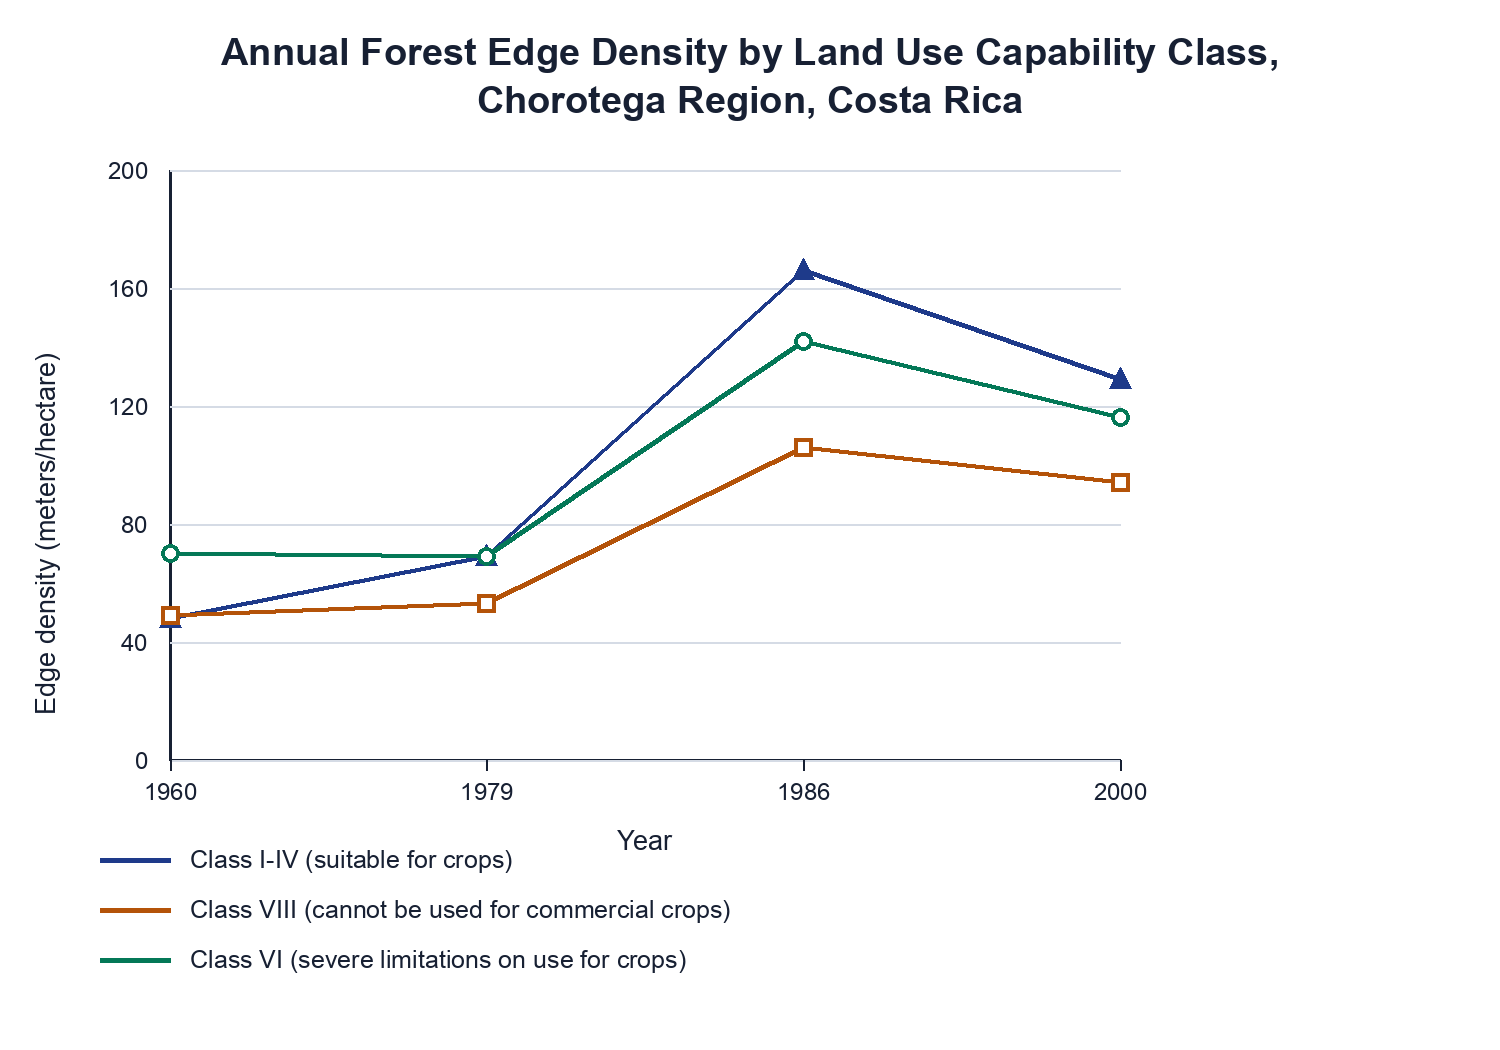 Annual Forest Edge Density by Land Use Capability Class,
Chorotega Region, Costa Rica
Edge density (meters/hectare)
200
160
120
80
40
0
1960 1979 1986 2000
Year
Class I-IV (suitable for crops)
Class VIII (cannot be used for commercial crops)
Class VI (severe limitations on use for crops)